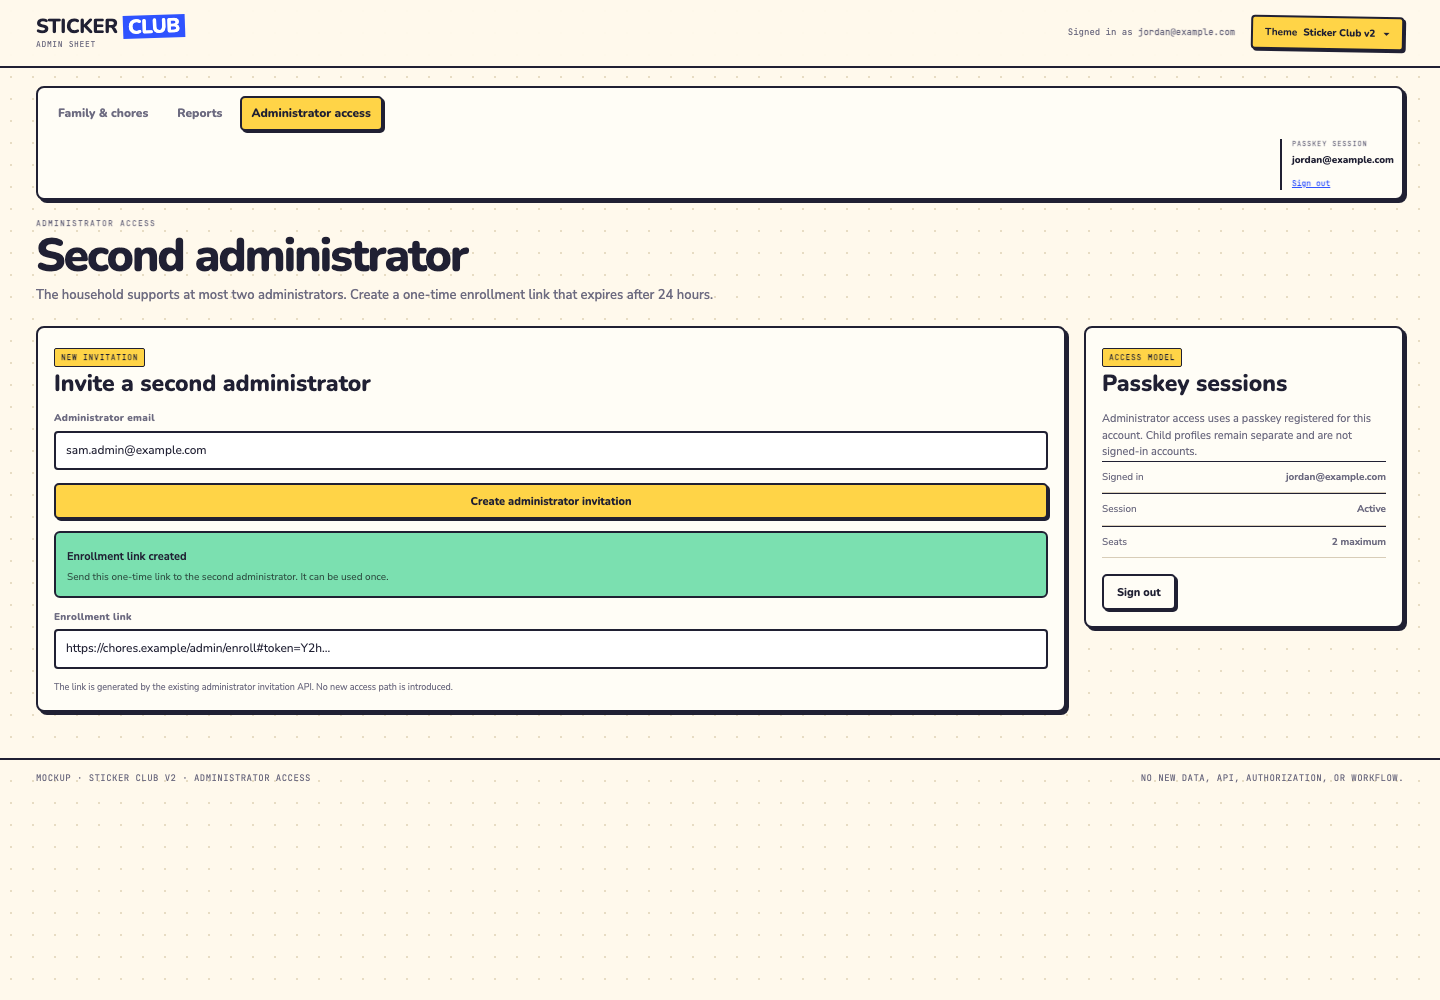 STICKER CLUB
ADMIN SHEET
Signed in as jordan@example.com
Theme Sticker Club v2
Family & chores
Reports
Administrator access
PASSKEY SESSION
jordan@example.com
Sign out
ADMINISTRATOR ACCESS
Second administrator
The household supports at most two administrators. Create a one-time enrollment link that expires after 24 hours.
NEW INVITATION
Invite a second administrator
Administrator email
sam.admin@example.com
Create administrator invitation
Enrollment link created
Send this one-time link to the second administrator. It can be used once.
Enrollment link
https://chores.example/admin/enroll#token=Y2h...
The link is generated by the existing administrator invitation API. No new access path is introduced.
ACCESS MODEL
Passkey sessions
Administrator access uses a passkey registered for this
account. Child profiles remain separate and are not
signed-in accounts.
Signed in jordan@example.com
Session Active
Seats 2 maximum
Sign out
MOCKUP · STICKER CLUB V2 · ADMINISTRATOR ACCESS
NO NEW DATA, API, AUTHORIZATION, OR WORKFLOW.